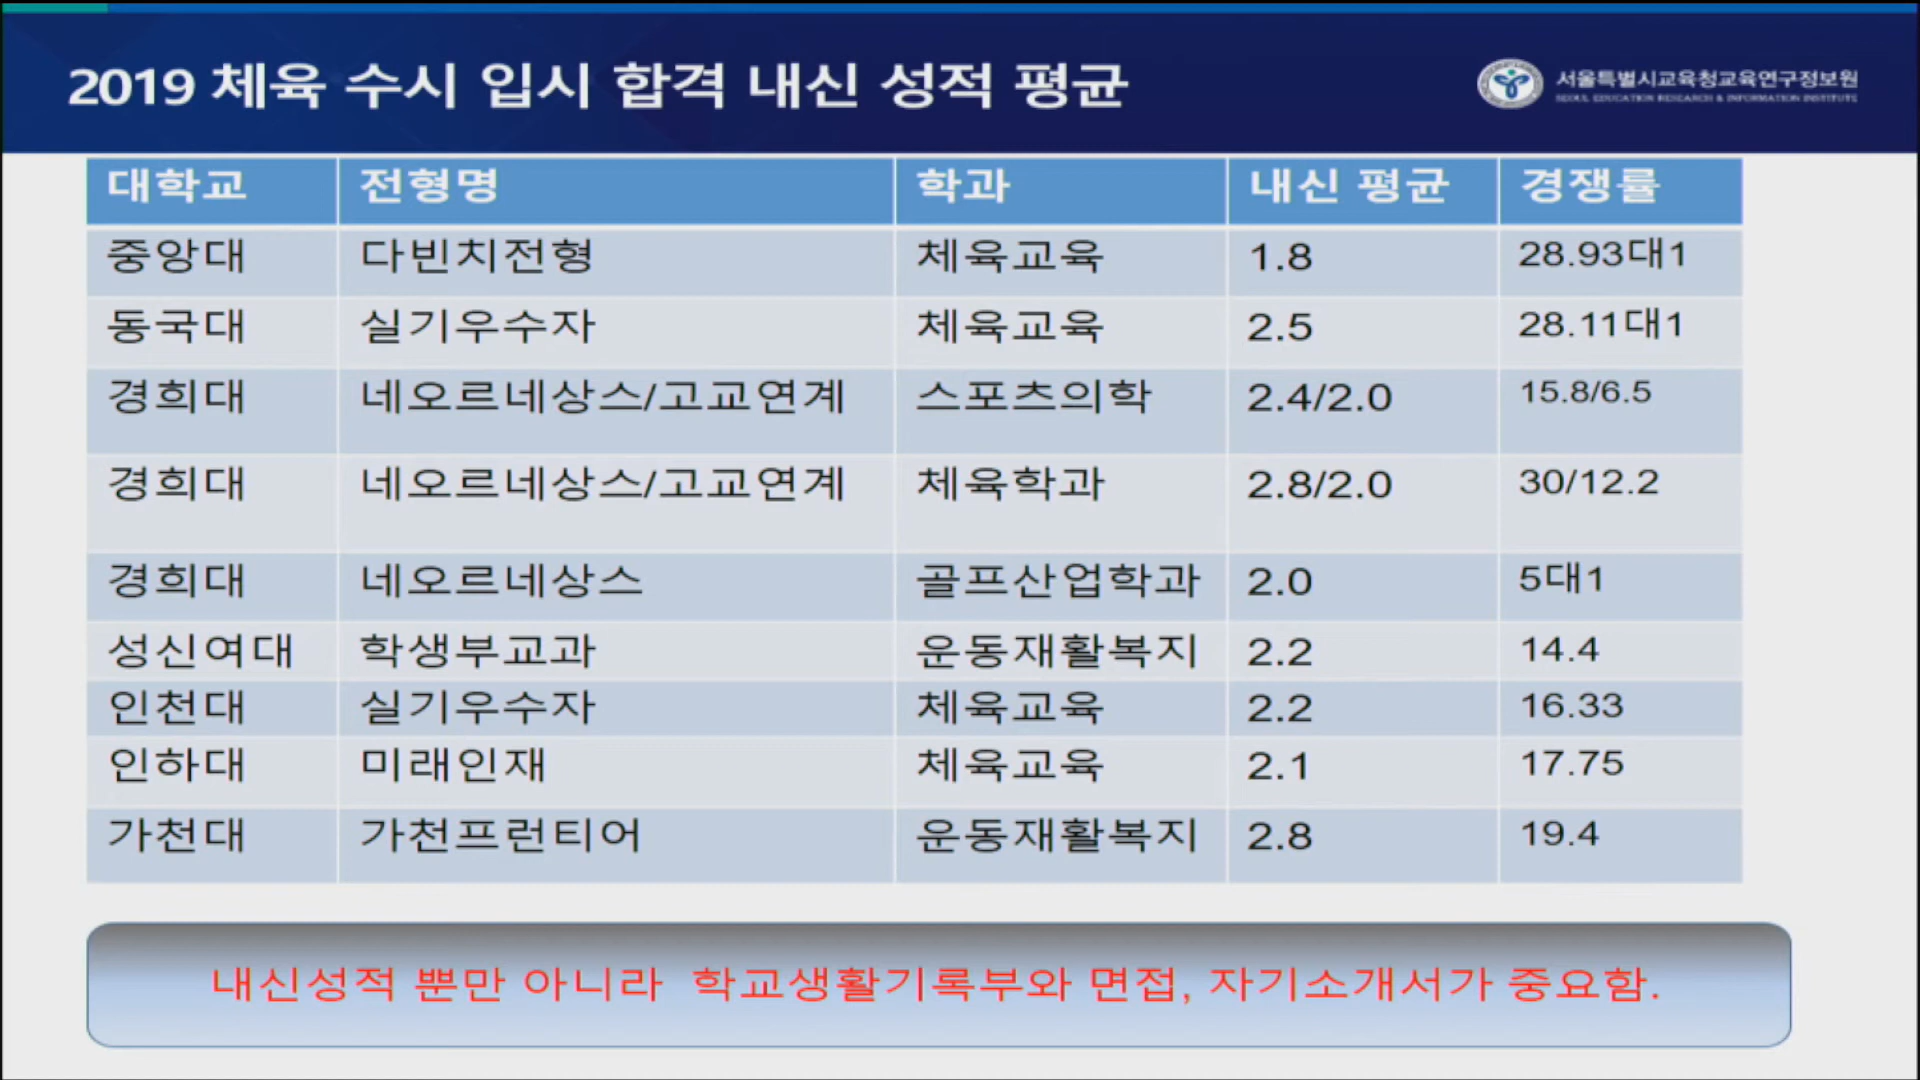 2019 체육 수시 입시 합격 내신 성적 평균
서울특별시교육청교육연구정보원
SEOUL EDUCATION RESEARCH & INFORMATION INSTITUTE
대학교 전형명 학과 내신 평균 경쟁률
중앙대 다빈치전형 체육교육 1.8 28.93대1
동국대 실기우수자 체육교육 2.5 28.11대1
경희대 네오르네상스/고교연계 스포츠의학 2.4/2.0 15.8/6.5
경희대 네오르네상스/고교연계 체육학과 2.8/2.0 30/12.2
경희대 네오르네상스 골프산업학과 2.0 5대1
성신여대 학생부교과 운동재활복지 2.2 14.4
인천대 실기우수자 체육교육 2.2 16.33
인하대 미래인재 체육교육 2.1 17.75
가천대 가천프런티어 운동재활복지 2.8 19.4
내신성적 뿐만 아니라 학교생활기록부와 면접, 자기소개서가 중요함.